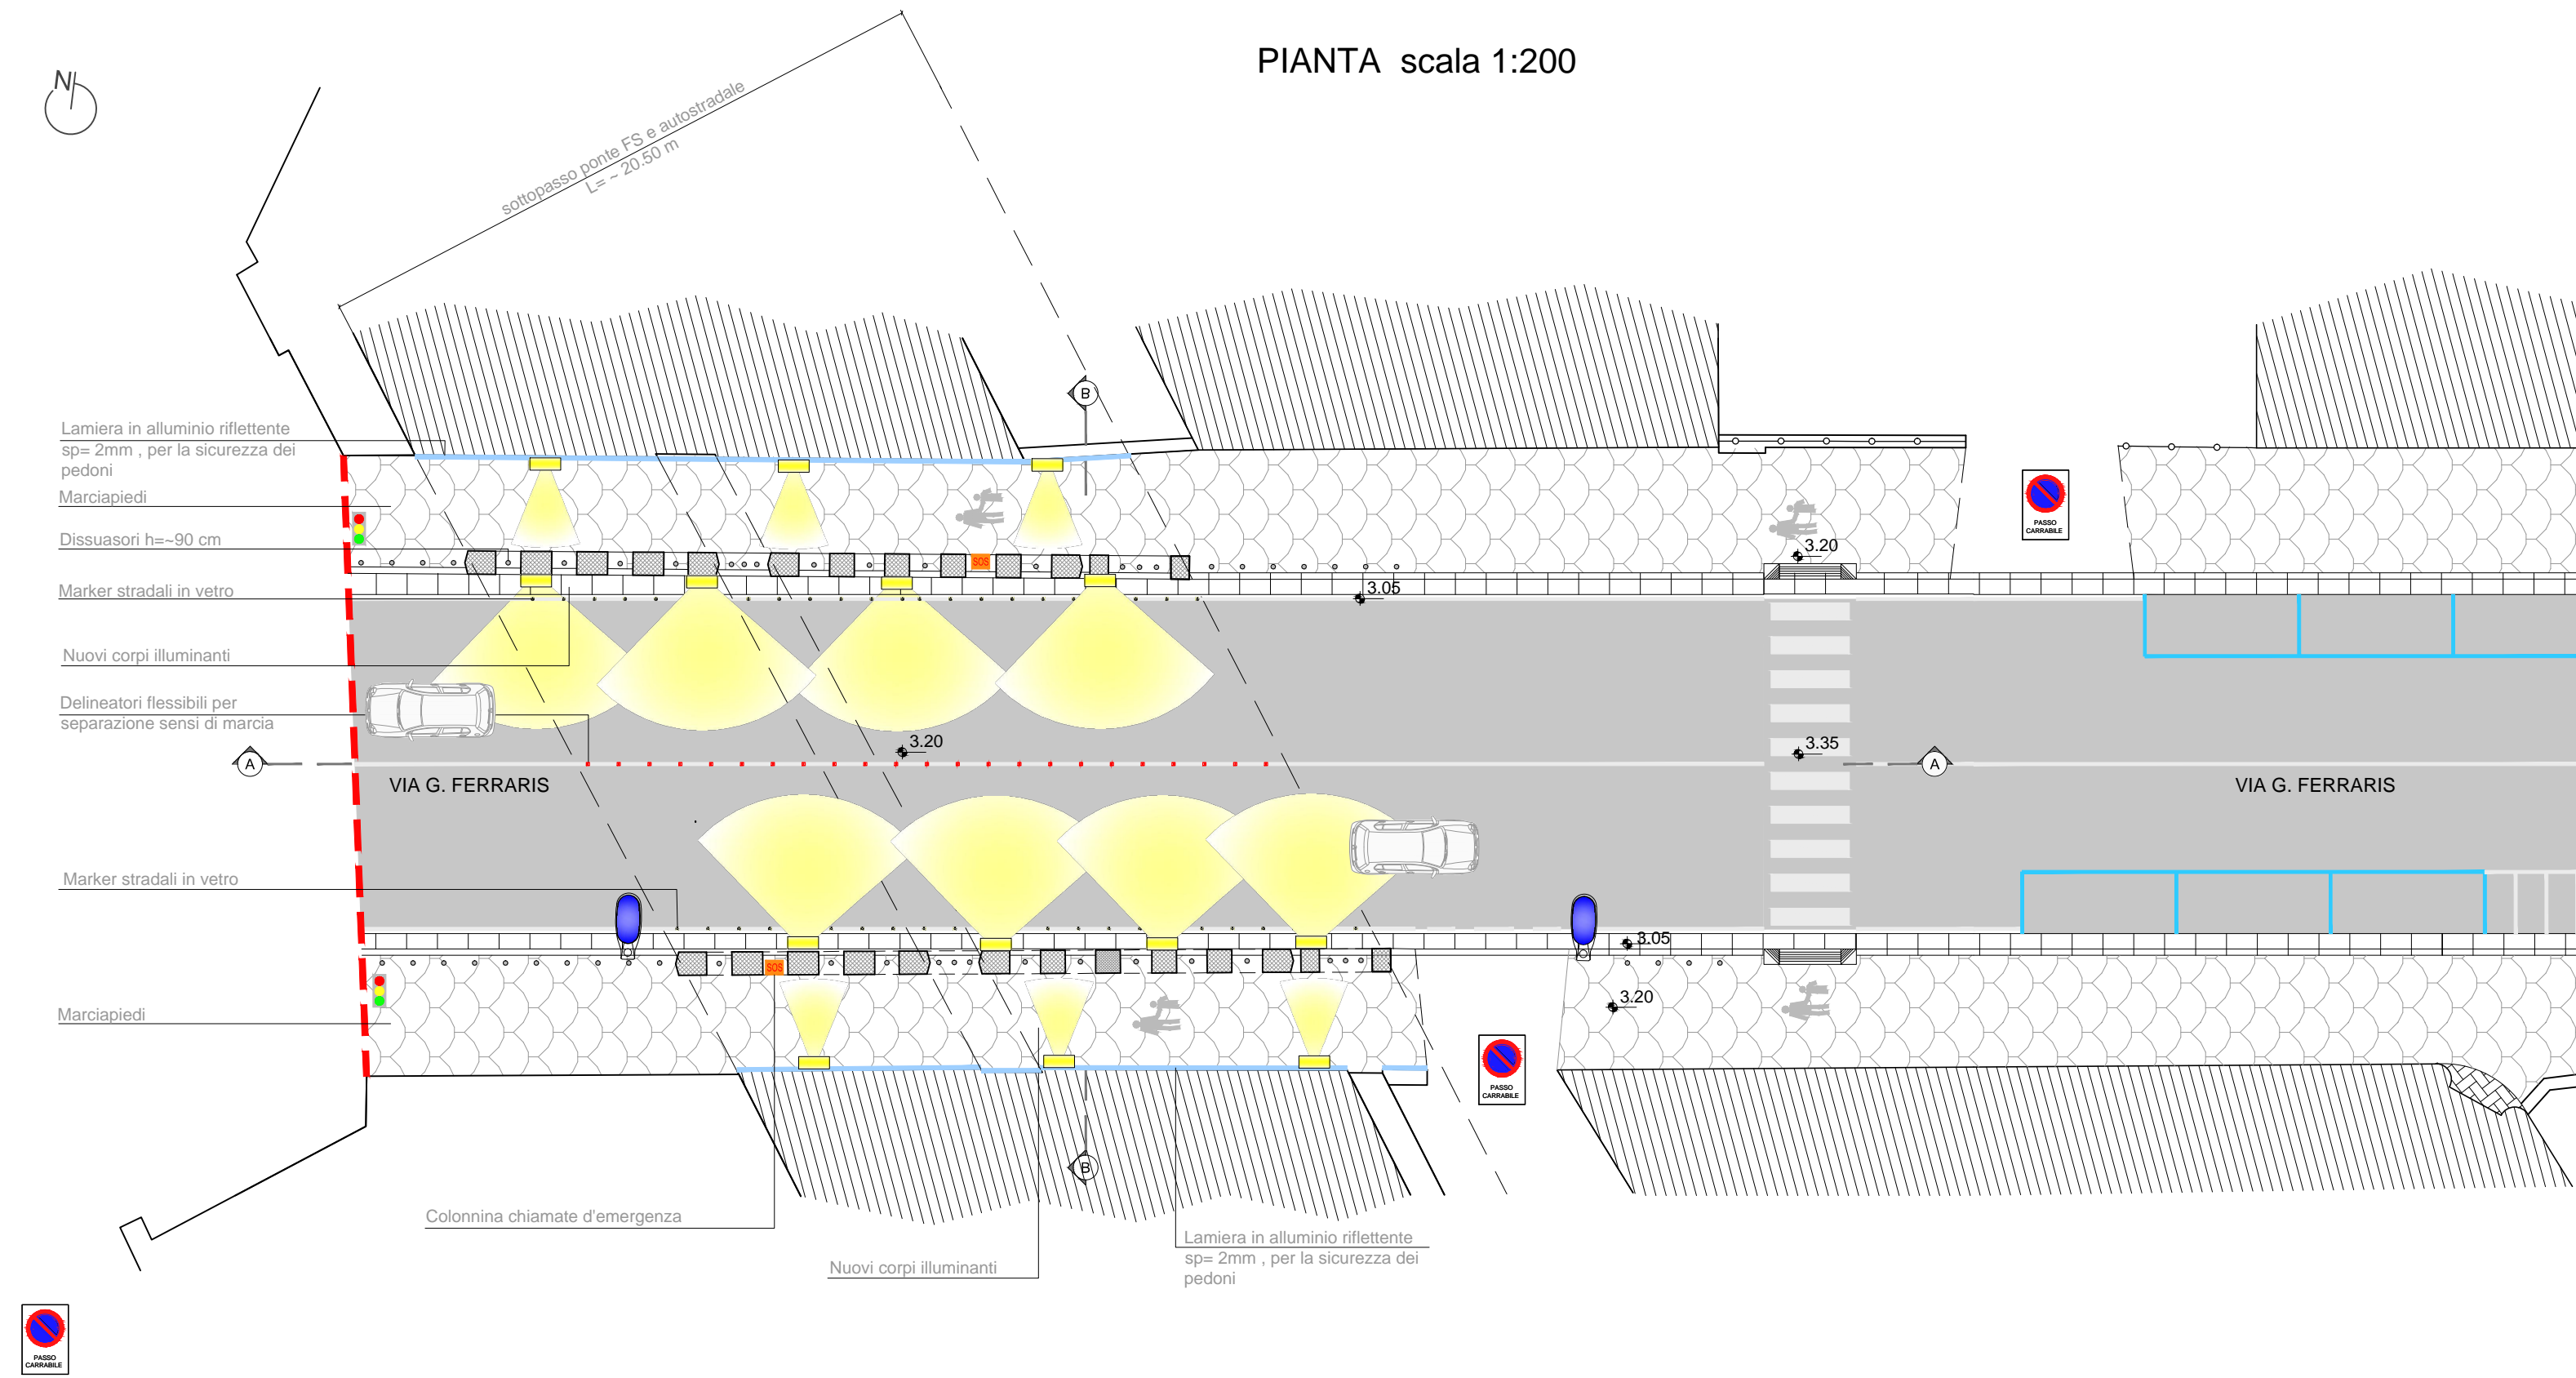 PIANTA scala 1:200
N
sottopasso ponte FS e autostradale
L= ~ 20.50 m
B
Lamiera in alluminio riflettente
sp= 2mm , per la sicurezza dei
pedoni
Marciapiedi
PASSO
CARRABILE
Dissuasori h=~90 cm
3.20
SOS
Marker stradali in vetro
3.05
Nuovi corpi illuminanti
Delineatori flessibili per
separazione sensi di marcia
3.20
3.35
A
A
VIA G. FERRARIS
VIA G. FERRARIS
Marker stradali in vetro
3.05
SOS
3.20
Marciapiedi
PASSO
CARRABILE
B
Colonnina chiamate d'emergenza
Lamiera in alluminio riflettente
sp= 2mm , per la sicurezza dei
pedoni
Nuovi corpi illuminanti
PASSO
CARRABILE